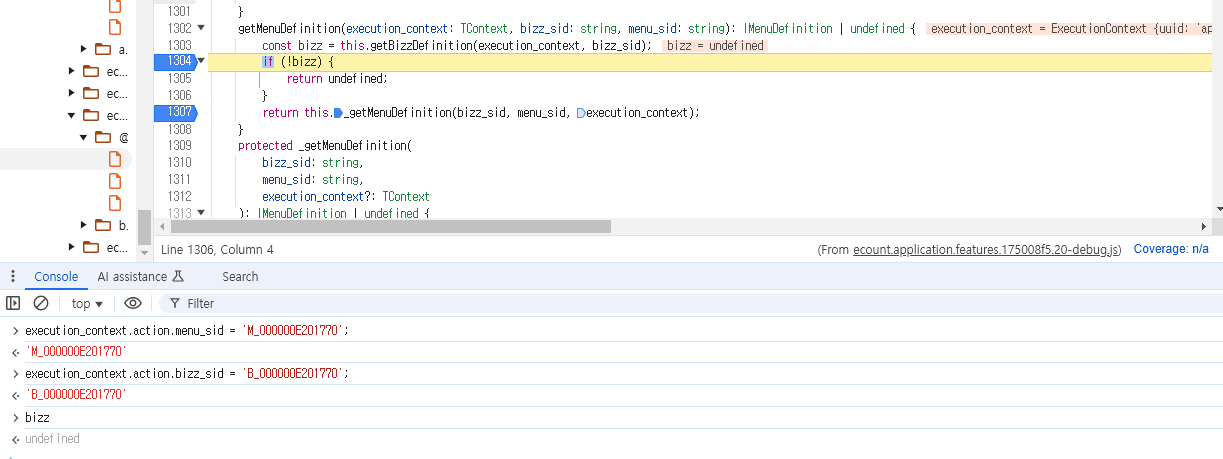 1301 }
1302 getMenuDefinition(execution_context: TContext, bizz_sid: string, menu_sid: string): IMenuDefinition | undefined { execution_context = ExecutionContext {uuid: 'ap
a. 1303 const bizz = this.getBizzDefinition(execution_context, bizz_sid); bizz = undefined
1304 if (!bizz) {
ec... 1305 return undefined;
ec... 1306 }
ec... 1307 return this._getMenuDefinition(bizz_sid, menu_sid, execution_context);
1308 }
@ 1309 protected _getMenuDefinition(
1310 bizz_sid: string,
1311 menu_sid: string,
1312 execution_context?: TContext
1313 ): IMenuDefinition | undefined {
b.
ec... Line 1306, Column 4 (From ecount.application.features.175008f5.20-debug.js) Coverage: n/a
Console AI assistance Search
top Filter
> execution_context.action.menu_sid = 'M_000000E201770';
'M_000000E201770'
> execution_context.action.bizz_sid = 'B_000000E201770';
'B_000000E201770'
> bizz
undefined